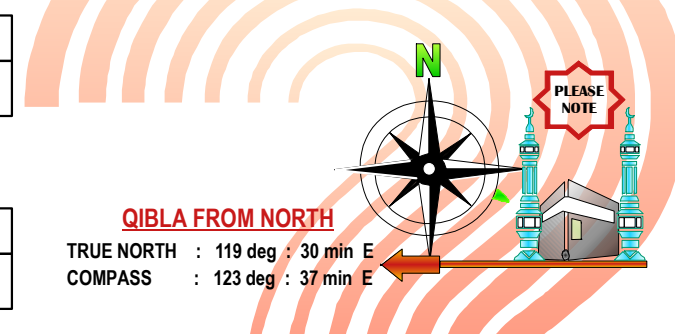 N
PLEASE
NOTE
QIBLA FROM NORTH
TRUE NORTH : 119 deg : 30 min E
COMPASS : 123 deg : 37 min E